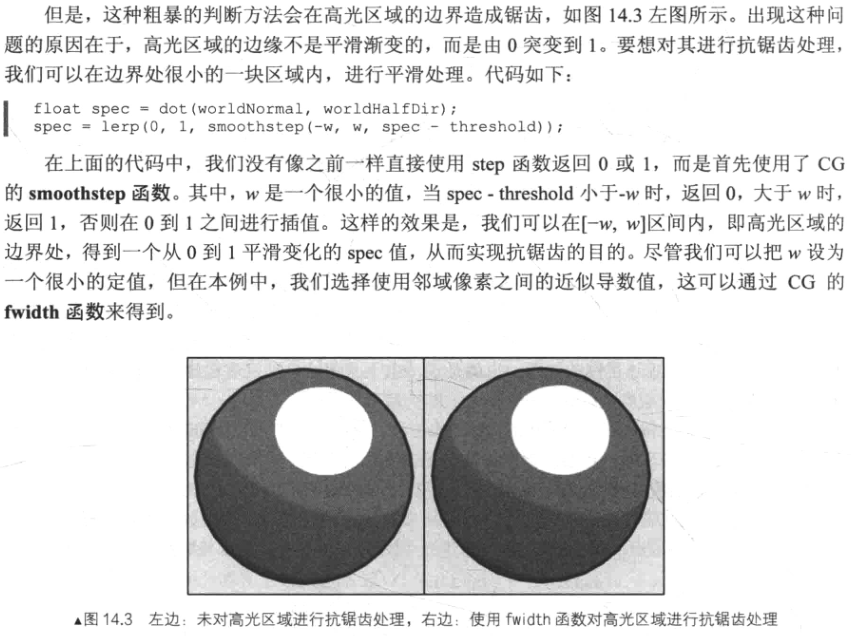 但是，这种粗暴的判断方法会在高光区域的边界造成锯齿，如图 14.3 左图所示。出现这种问
题的原因在于，高光区域的边缘不是平滑渐变的，而是由 0 突变到 1。要想对其进行抗锯齿处理，
我们可以在边界处很小的一块区域内，进行平滑处理。代码如下：
float spec = dot(worldNormal, worldHalfDir);
spec = lerp(0, 1, smoothstep(-w, w, spec - threshold));
在上面的代码中，我们没有像之前一样直接使用 step 函数返回 0 或 1，而是首先使用了 CG
的 smoothstep 函数。其中，w 是一个很小的值，当 spec - threshold 小于-w 时，返回 0，大于 w 时，
返回 1，否则在 0 到 1 之间进行插值。这样的效果是，我们可以在[−w, w]区间内，即高光区域的
边界处，得到一个从 0 到 1 平滑变化的 spec 值，从而实现抗锯齿的目的。尽管我们可以把 w 设为
一个很小的定值，但在本例中，我们选择使用邻域像素之间的近似导数值，这可以通过 CG 的
fwidth 函数来得到。
▲图 14.3 左边：未对高光区域进行抗锯齿处理，右边：使用 fwidth 函数对高光区域进行抗锯齿处理